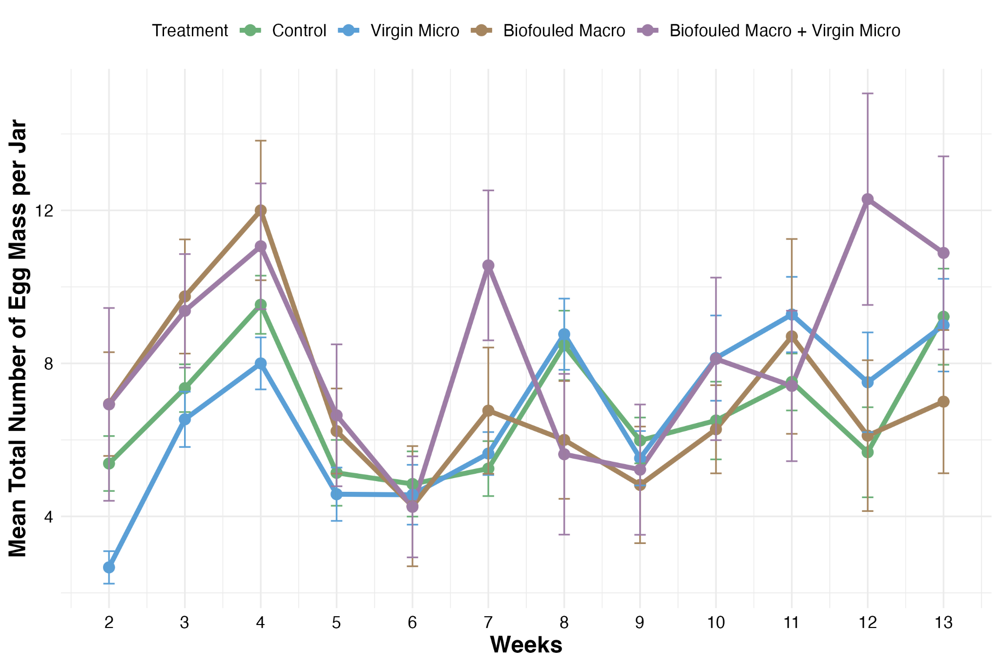 Treatment Control Virgin Micro Biofouled Macro Biofouled Macro + Virgin Micro
Mean Total Number of Egg Mass per Jar
12
8
4
2 3 4 5 6 7 8 9 10 11 12 13
Weeks